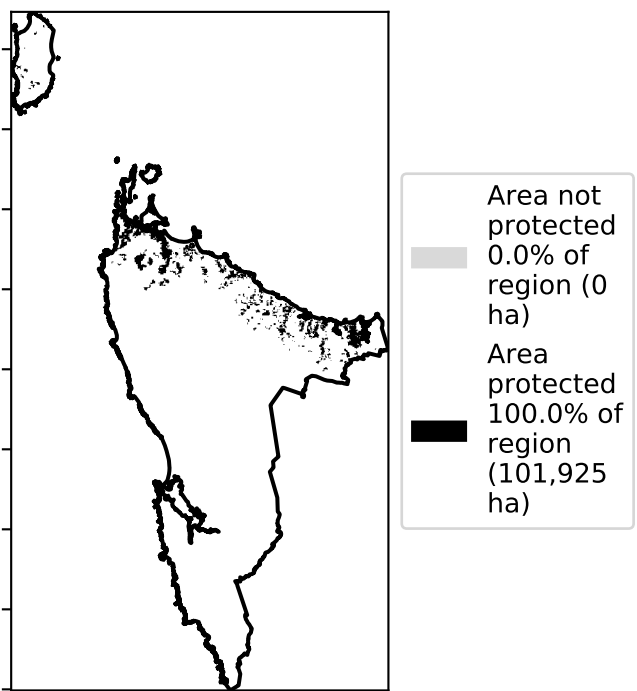 Area not
protected
0.0% of
region (0
ha)
Area
protected
100.0% of
region
(101,925
ha)